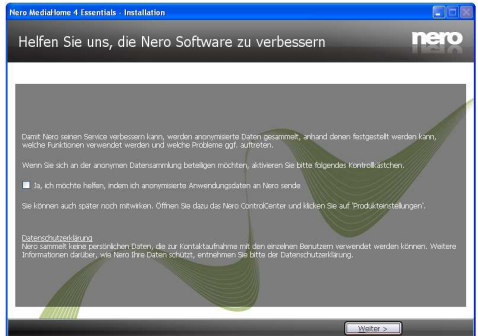 Nero MediaHome 4 Essentials - Installation
Helfen Sie uns, die Nero Software zu verbessern
nero
Damit Nero seinen Service verbessern kann, werden anonymisierte Daten gesammelt, anhand denen festgestellt werden kann,
welche Funktionen verwendet werden und welche Probleme ggf. auftreten.
Wenn Sie sich an der anonymen Datensammlung beteiligen möchten, aktivieren Sie bitte folgendes Kontrollkästchen.
Ja, ich möchte helfen, indem ich anonymisierte Anwendungsdaten an Nero sende
Sie können auch später noch mitwirken. Öffnen Sie dazu das Nero ControlCenter und klicken Sie auf 'Produkteinstellungen'.
Datenschutzerklärung
Nero sammelt keine persönlichen Daten, die zur Kontaktaufnahme mit den einzelnen Benutzern verwendet werden können. Weitere
Informationen darüber, wie Nero Ihre Daten schützt, entnehmen Sie bitte der Datenschutzerklärung.
Weiter >